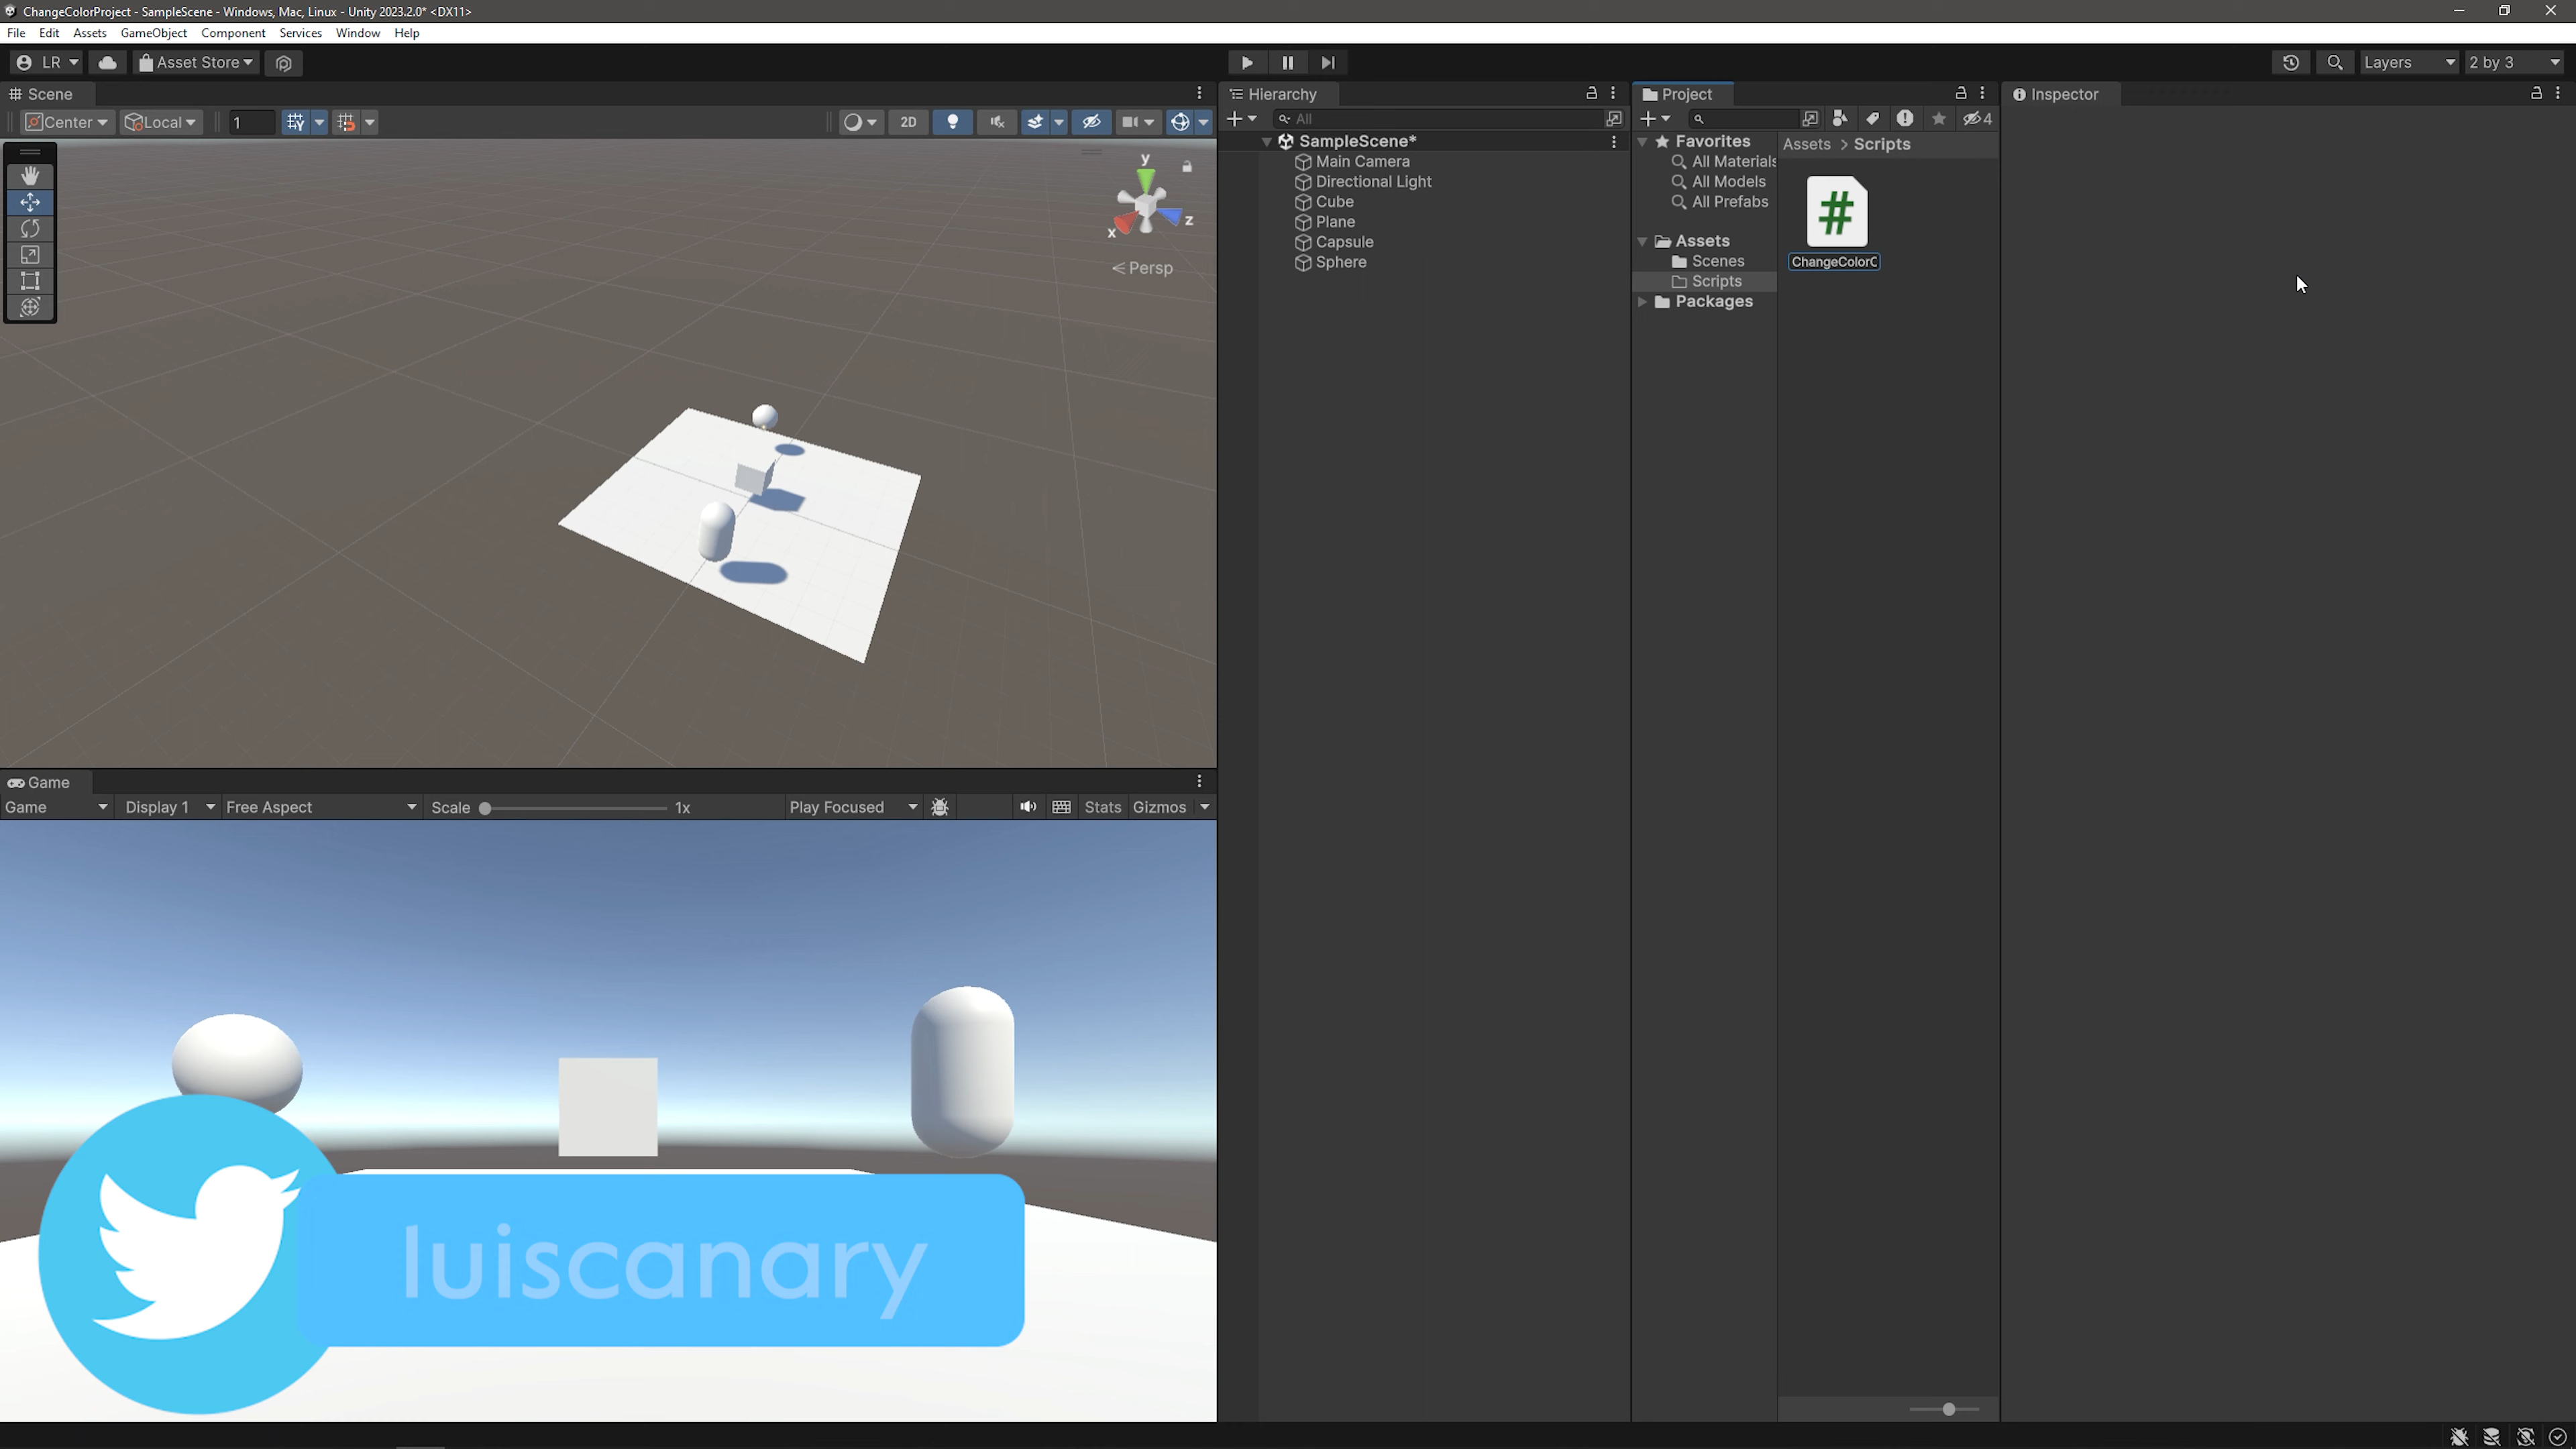 ChangeColorProject - SampleScene - Windows, Mac, Linux - Unity 2023.2.0* <DX11>
File Edit Assets GameObject Component Services Window Help
LR Asset Store Layers 2 by 3
Scene
Center Local 1 2D
y
x z
Persp
Game
Game Display 1 Free Aspect Scale 1x Play Focused Stats Gizmos
luiscanary
Hierarchy
All
SampleScene*
Main Camera
Directional Light
Cube
Plane
Capsule
Sphere
Project
4
Favorites
All Materials
All Models
All Prefabs
Assets
Scenes
Scripts
Packages
Assets > Scripts
#
ChangeColorC
Inspector